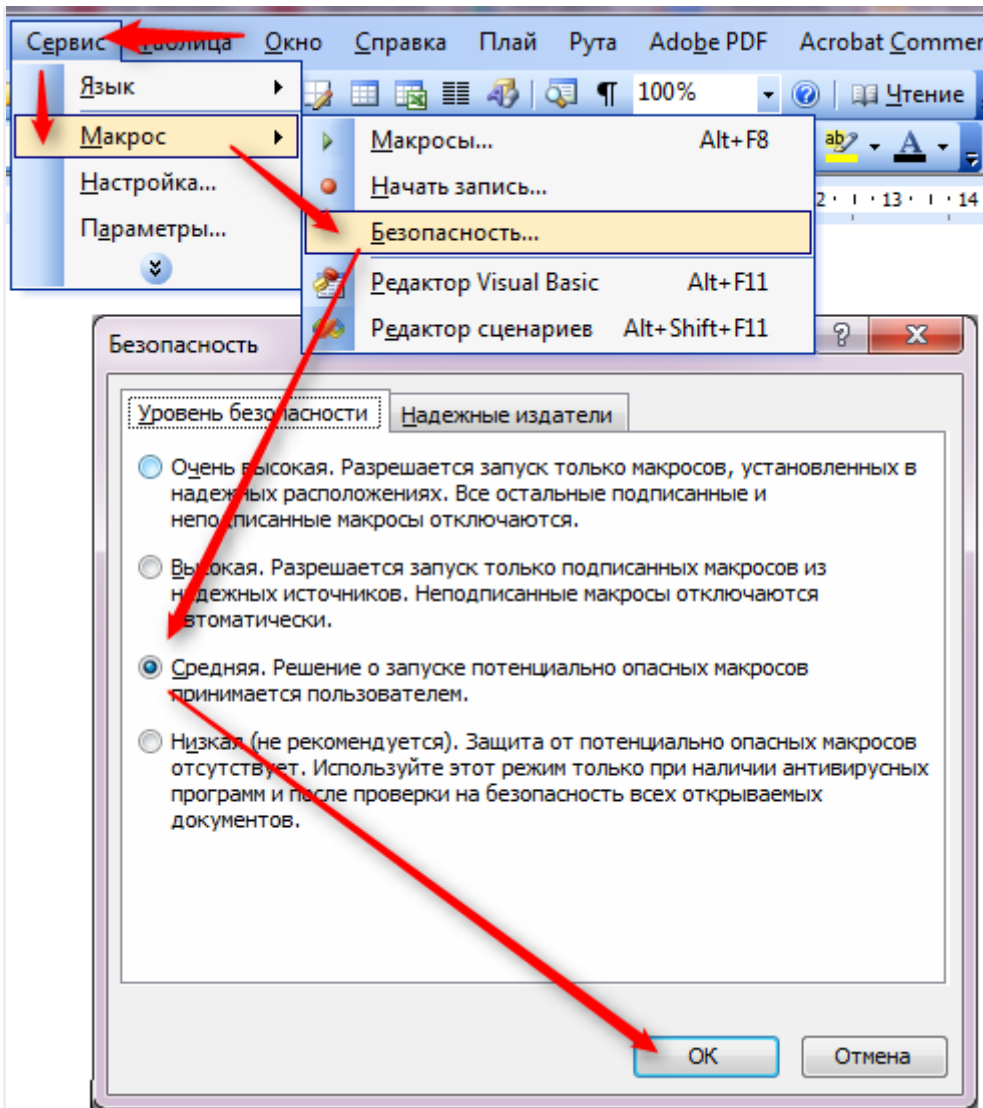 Сервис Таблица Окно Справка Плай Рута Adobe PDF Acrobat Commen
Язык
100%
Чтение
Макрос
Макросы... Alt+F8
Настройка...
Начать запись...
2 · 13 · 14
Параметры...
Безопасность...
Редактор Visual Basic Alt+F11
Редактор сценариев Alt+Shift+F11
Безопасность
Уровень безопасности Надежные издатели
Очень высокая. Разрешается запуск только макросов, установленных в
надежных расположениях. Все остальные подписанные и
неподписанные макросы отключаются.
Высокая. Разрешается запуск только подписанных макросов из
надежных источников. Неподписанные макросы отключаются
автоматически.
Средняя. Решение о запуске потенциально опасных макросов
принимается пользователем.
Низкая (не рекомендуется). Защита от потенциально опасных макросов
отсутствует. Используйте этот режим только при наличии антивирусных
программ и после проверки на безопасность всех открываемых
документов.
ОК Отмена